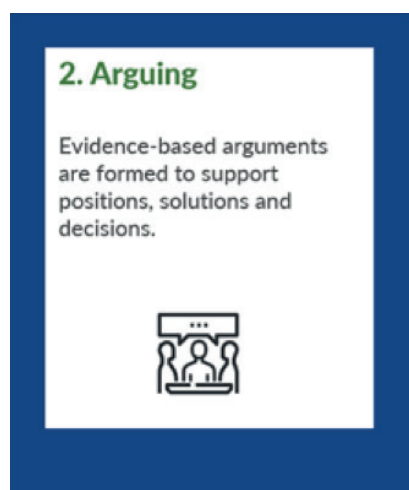 2. Arguing
Evidence-based arguments
are formed to support
positions, solutions and
decisions.